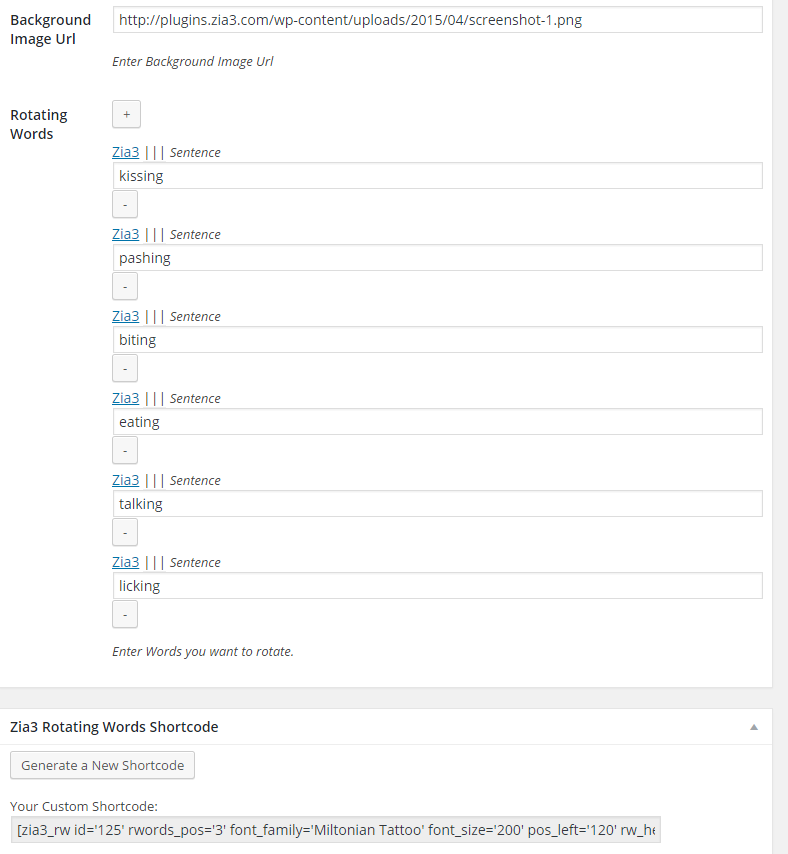 Background Image Url
http://plugins.zia3.com/wp-content/uploads/2015/04/screenshot-1.png
Enter Background Image Url
Rotating Words
+
Zia3 ||| Sentence
kissing
-
Zia3 ||| Sentence
pashing
-
Zia3 ||| Sentence
biting
-
Zia3 ||| Sentence
eating
-
Zia3 ||| Sentence
talking
-
Zia3 ||| Sentence
licking
-
Enter Words you want to rotate.
Zia3 Rotating Words Shortcode
Generate a New Shortcode
Your Custom Shortcode:
[zia3_rw id='125' rwords_pos='3' font_family='Miltonian Tattoo' font_size='200' pos_left='120' rw_he